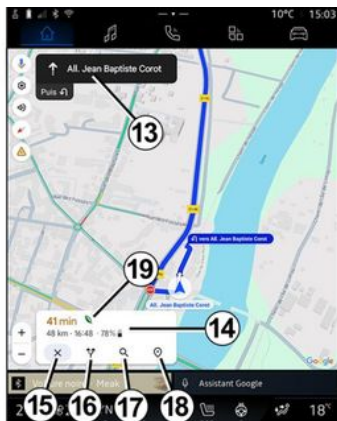 10°C 15:03
All. Jean Baptiste Corot
Puis
13
vers All. Jean Baptiste Corot
19
All. Jean Baptiste Corot
41 min
48 km · 16:48 · 78%
14
+
−
Google
Meak
Assistant Google
15
16
17
18
18°